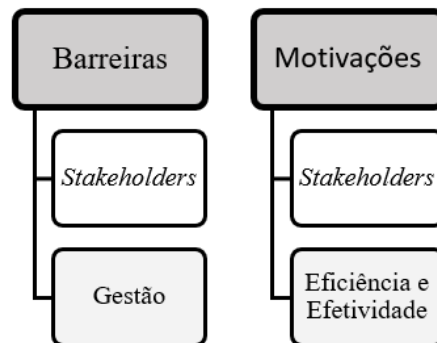 Barreiras
Stakeholders
Gestão
Motivações
Stakeholders
Eficiência e
Efetividade